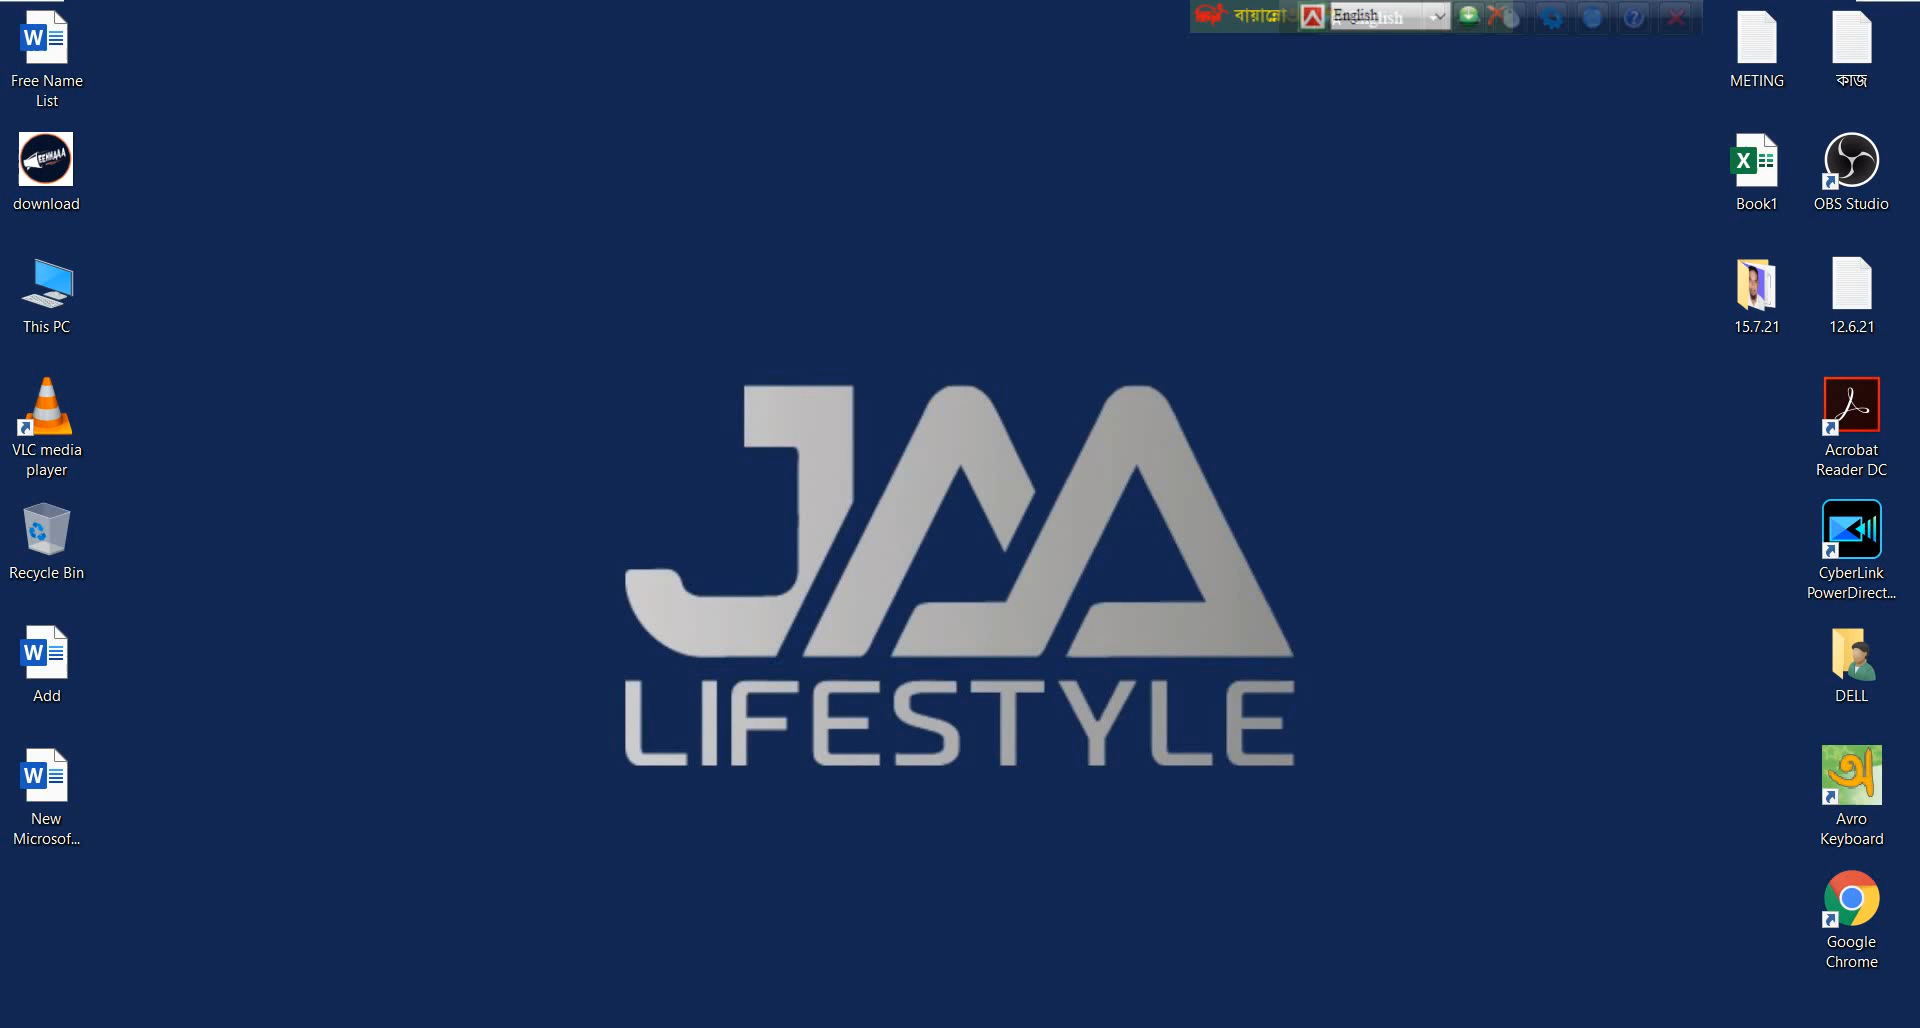 বায়ান্নো
English
English
Free Name
List
download
This PC
VLC media
player
Recycle Bin
Add
New
Microsof...
JAA
LIFESTYLE
METING
কাজ
Book1
OBS Studio
15.7.21
12.6.21
Acrobat
Reader DC
CyberLink
PowerDirect...
DELL
অ
Avro
Keyboard
Google
Chrome